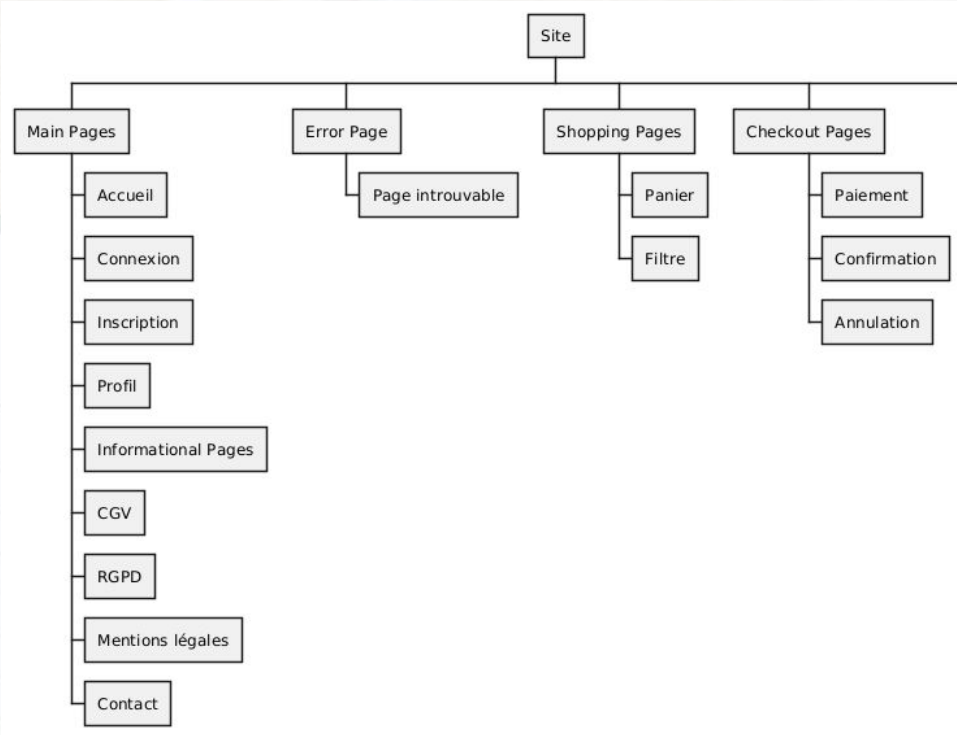 Site
Main Pages
Error Page
Shopping Pages
Checkout Pages
Accueil
Page introuvable
Panier
Paiement
Connexion
Filtre
Confirmation
Inscription
Annulation
Profil
Informational Pages
CGV
RGPD
Mentions légales
Contact